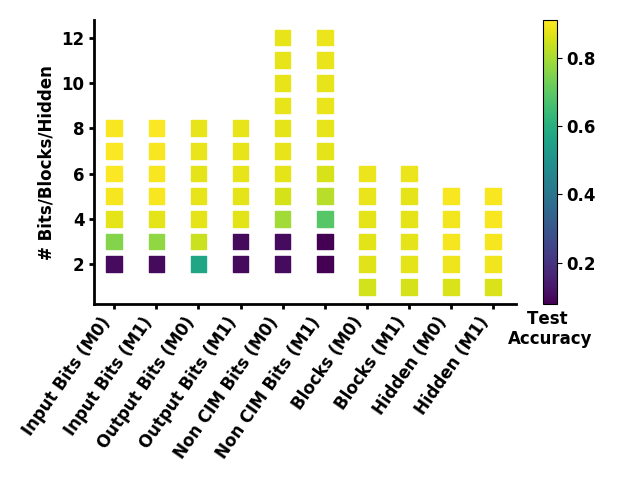 # Bits/Blocks/Hidden
12
10
8
6
4
2
Input Bits (M0)
Input Bits (M1)
Output Bits (M0)
Output Bits (M1)
Non CIM Bits (M0)
Non CIM Bits (M1)
Blocks (M0)
Blocks (M1)
Hidden (M0)
Hidden (M1)
0.8
0.6
0.4
0.2
Test
Accuracy